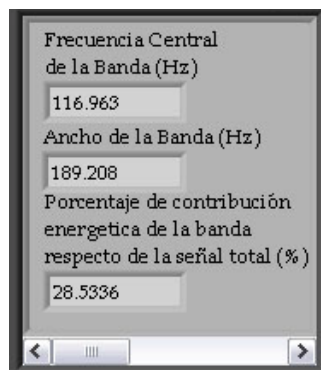 Frecuencia Central
de la Banda (Hz)
116.963
Ancho de la Banda (Hz)
189.208
Porcentaje de contribución
energetica de la banda
respecto de la señal total (%)
28.5336